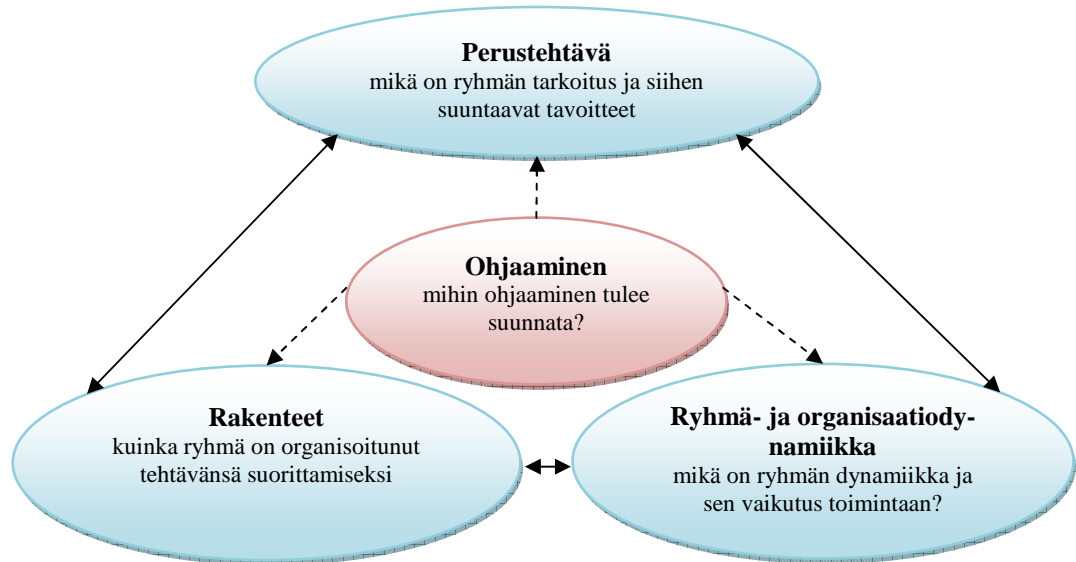 Perustehtävä
mikä on ryhmän tarkoitus ja siihen
suuntaavat tavoitteet
Ohjaaminen
mihin ohjaaminen tulee
suunnata?
Rakenteet
kuinka ryhmä on organisoitunut
tehtävänsä suorittamiseksi
Ryhmä- ja organisaatiody-
namiikka
mikä on ryhmän dynamiikka ja
sen vaikutus toimintaan?